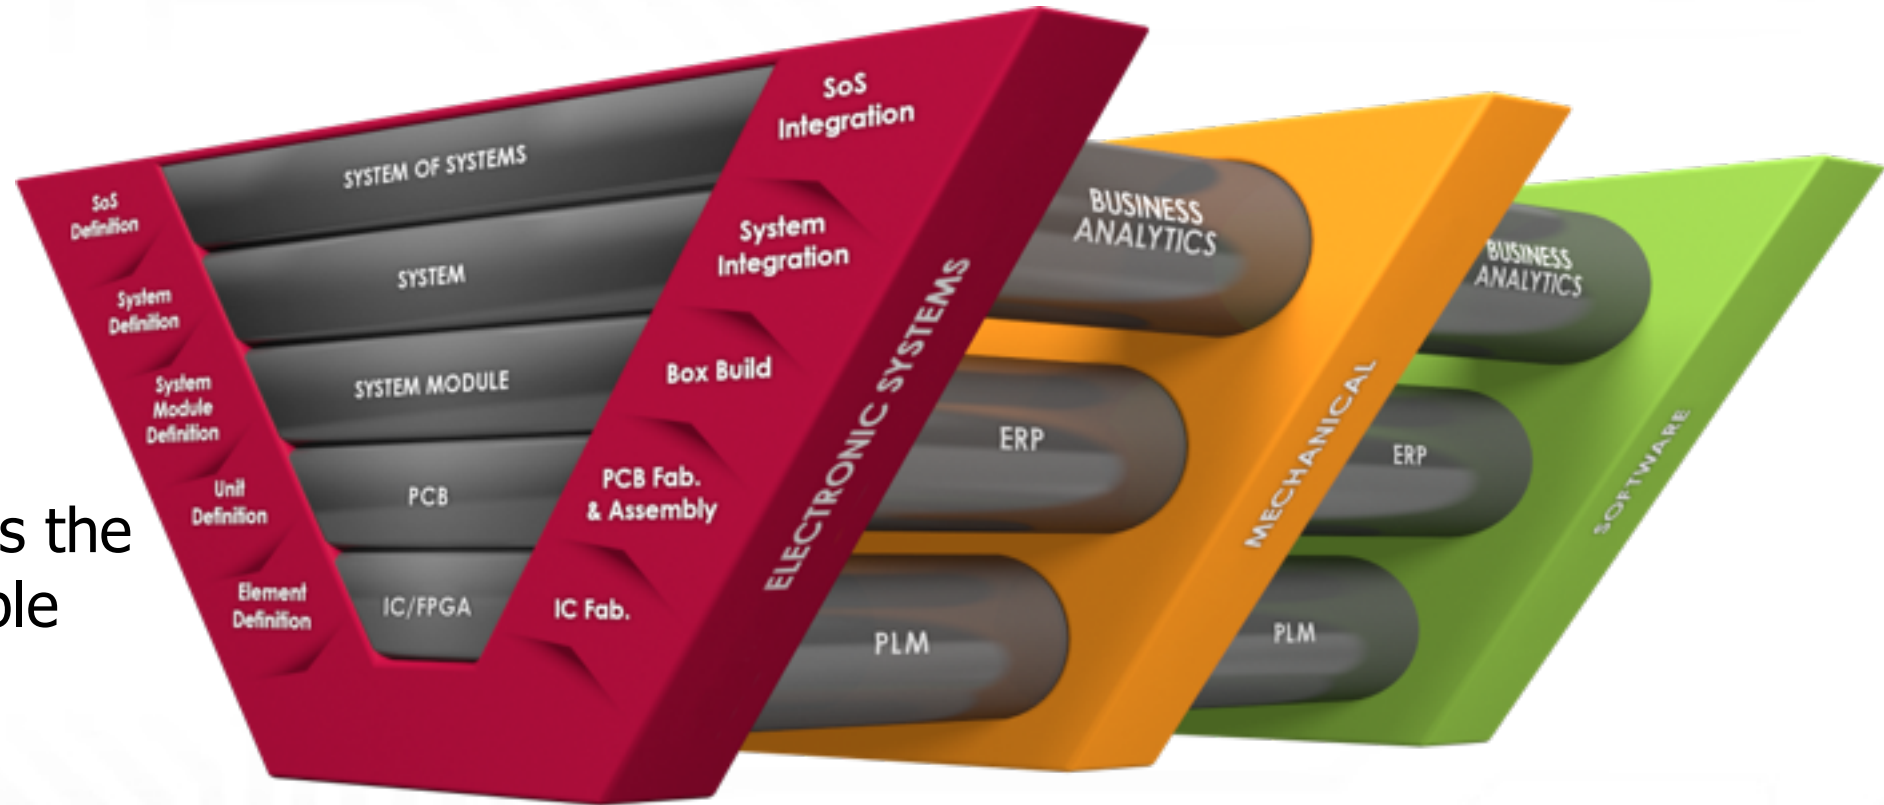 SoS
Definition
System
Definition
System
Module
Definition
Unit
Definition
Element
Definition
SYSTEM OF SYSTEMS
SYSTEM
SYSTEM MODULE
PCB
IC/FPGA
SoS
Integration
System
Integration
Box Build
PCB Fab.
& Assembly
IC Fab.
ELECTRONIC SYSTEMS
BUSINESS
ANALYTICS
ERP
PLM
MECHANICAL
BUSINESS
ANALYTICS
ERP
PLM
SOFTWARE
s the